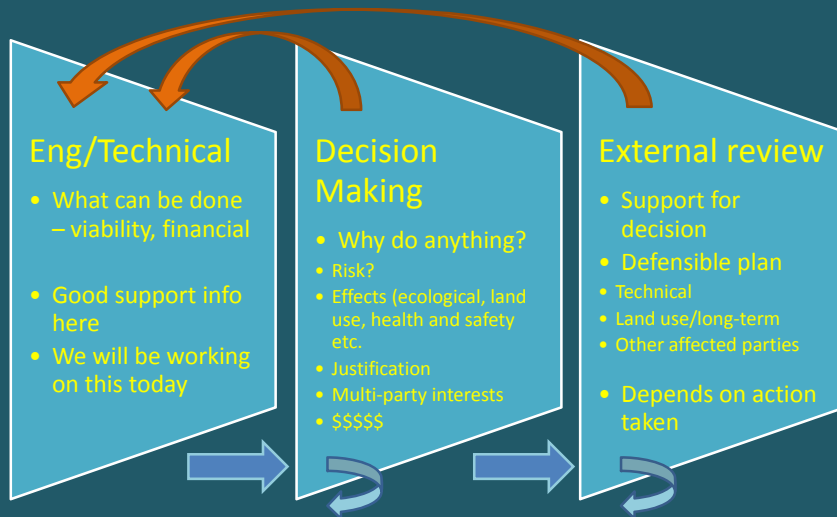 Eng/Technical
• What can be done
– viability, financial
• Good support info
here
• We will be working
on this today
Decision
Making
• Why do anything?
• Risk?
• Effects (ecological, land
use, health and safety
etc.
• Justification
• Multi-party interests
• $$$$$
External review
• Support for
decision
• Defensible plan
• Technical
• Land use/long-term
• Other affected parties
• Depends on action
taken